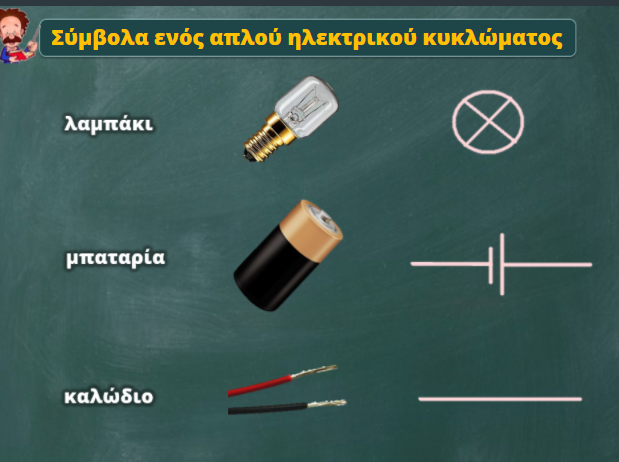 Σύμβολα ενός απλού ηλεκτρικού κυκλώματος
λαμπάκι
μπαταρία
καλώδιο